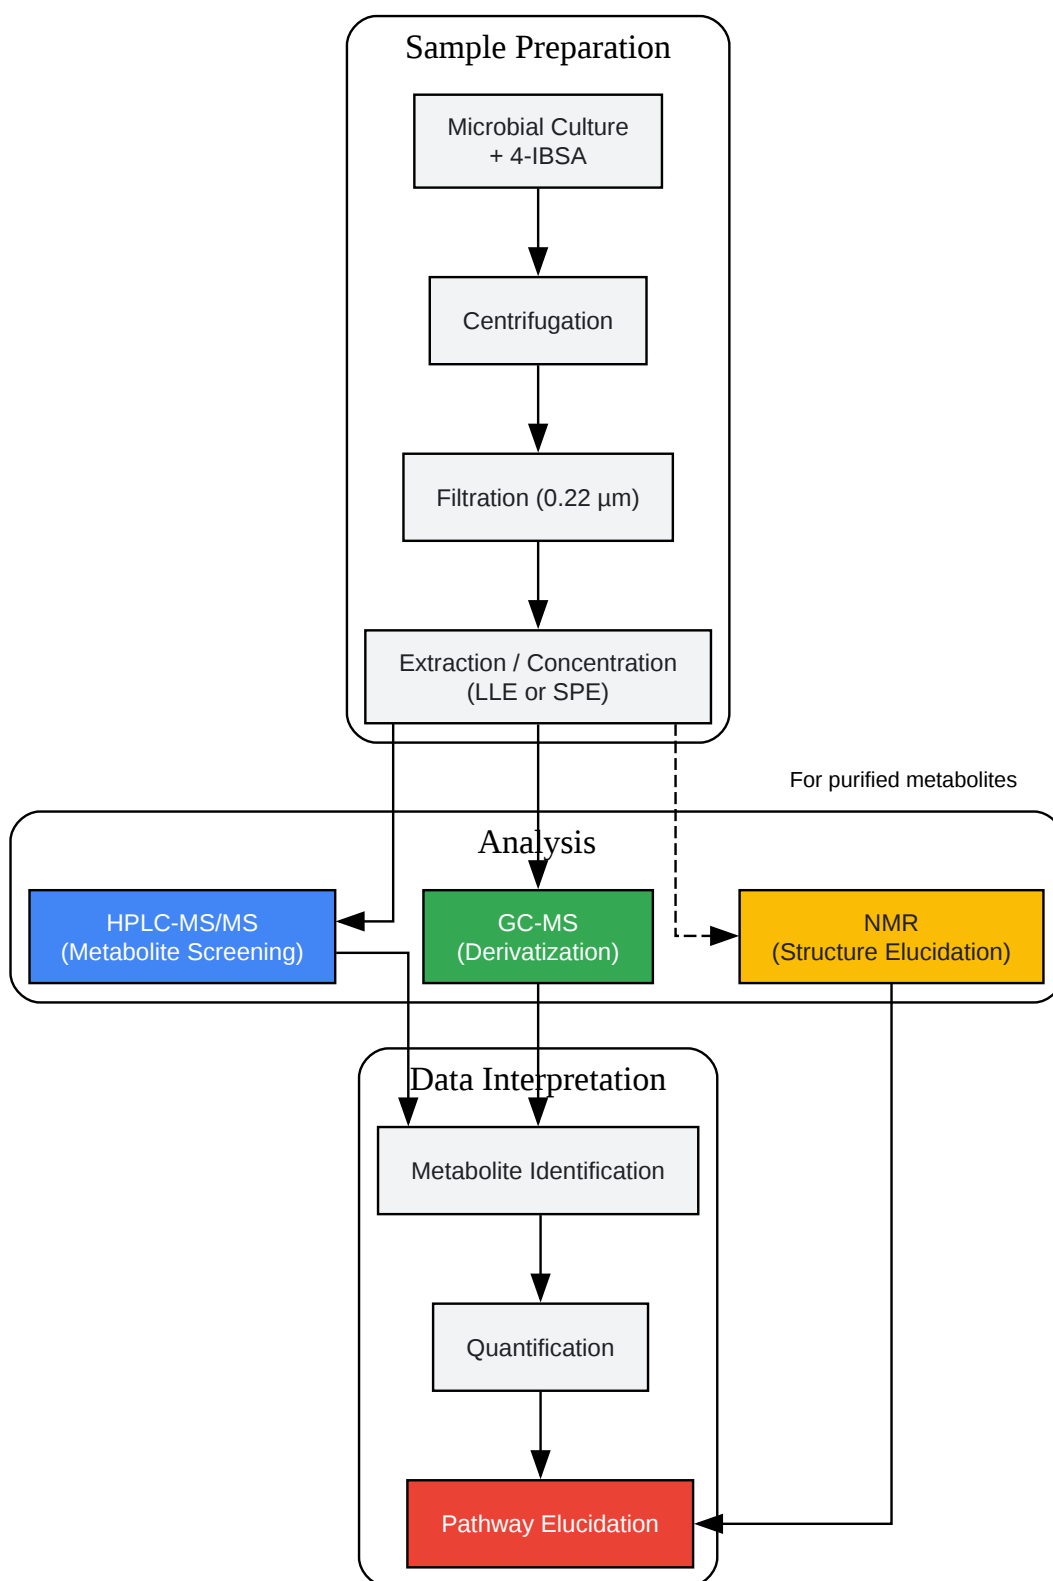 Sample Preparation
Microbial Culture
+ 4-IBSA
Centrifugation
Filtration (0.22 µm)
Extraction / Concentration
(LLE or SPE)
For purified metabolites
Analysis
HPLC-MS/MS
(Metabolite Screening)
GC-MS
(Derivatization)
NMR
(Structure Elucidation)
Data Interpretation
Metabolite Identification
Quantification
Pathway Elucidation